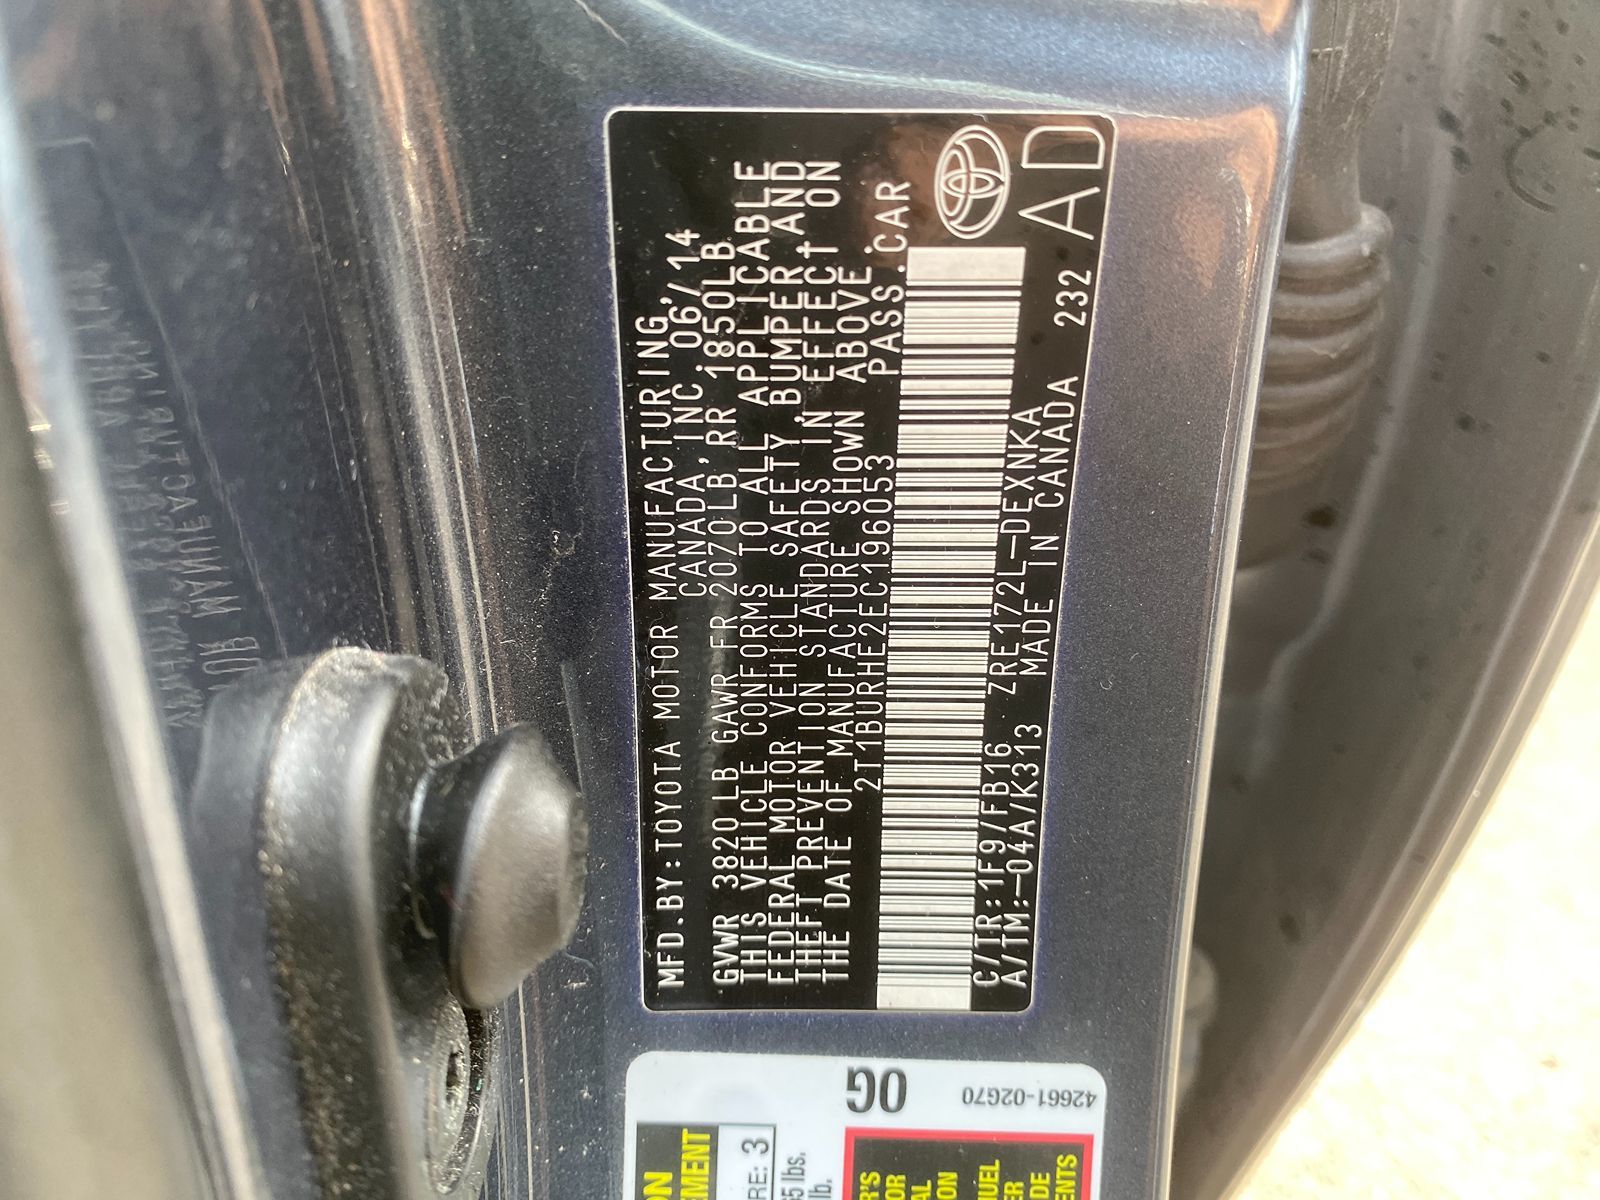 MFD.BY:TOYOTA MOTOR MANUFACTURING,
CANADA,INC. 06/14
GVWR 3820LB GAWR FR 2070LB,RR 1850LB
THIS VEHICLE CONFORMS TO ALL APPLICABLE
FEDERAL MOTOR VEHICLE SAFETY,BUMPER,AND
THEFT PREVENTION STANDARDS IN EFFECT ON
THE DATE OF MANUFACTURE SHOWN ABOVE.
2T1BURHE2EC196053 PASS.CAR
C/TR:1F9/FB16 ZRE172L-DEXNKA 232
A/TM:-04A/K313 MADE IN CANADA
AD
0G
42661-02G70